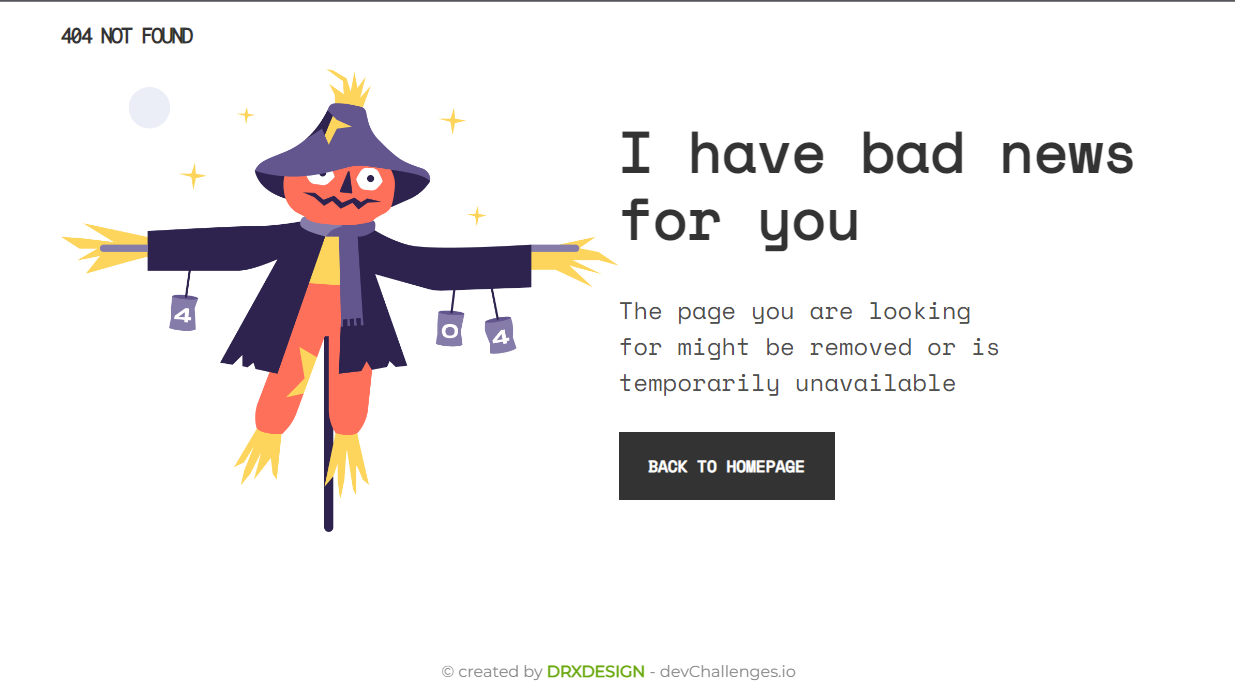 404 NOT FOUND
4
0
4
I have bad news
for you
The page you are looking
for might be removed or is
temporarily unavailable
BACK TO HOMEPAGE
© created by DRXDESIGN - devChallenges.io